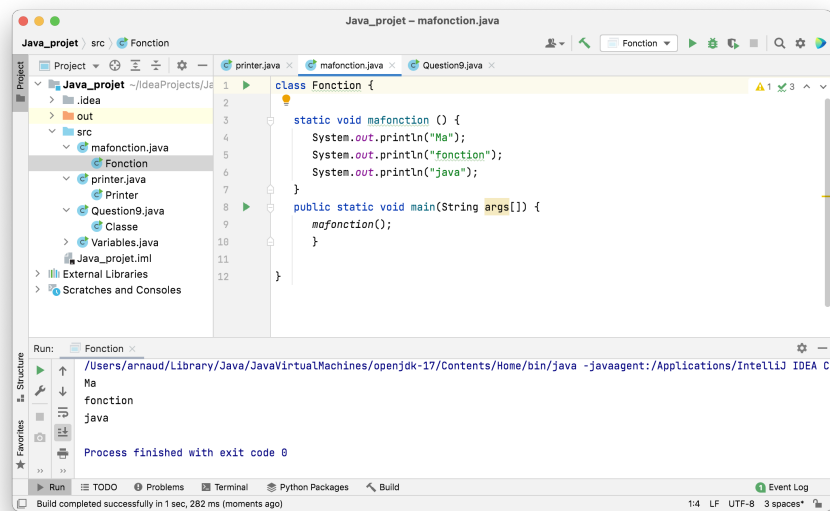 Java_projet – mafonction.java
Java_projet 〉 src 〉 Fonction
Fonction
Project
Project
printer.java ×
mafonction.java ×
Question9.java ×
Java_projet ~/IdeaProjects/Ja
.idea
out
src
mafonction.java
Fonction
printer.java
Printer
Question9.java
Classe
Variables.java
Java_projet.iml
External Libraries
Scratches and Consoles
1 class Fonction {
1 3
2
3 static void mafonction () {
4 System.out.println("Ma");
5 System.out.println("fonction");
6 System.out.println("java");
7 }
8 public static void main(String args[]) {
9 mafonction();
10 }
11
12 }
Run: Fonction ×
Structure
Favorites
/Users/arnaud/Library/Java/JavaVirtualMachines/openjdk-17/Contents/Home/bin/java -javaagent:/Applications/IntelliJ IDEA C
Ma
fonction
java
Process finished with exit code 0
Run TODO Problems Terminal Python Packages Build
1 Event Log
Build completed successfully in 1 sec, 282 ms (moments ago)
1:4 LF UTF-8 3 spaces*